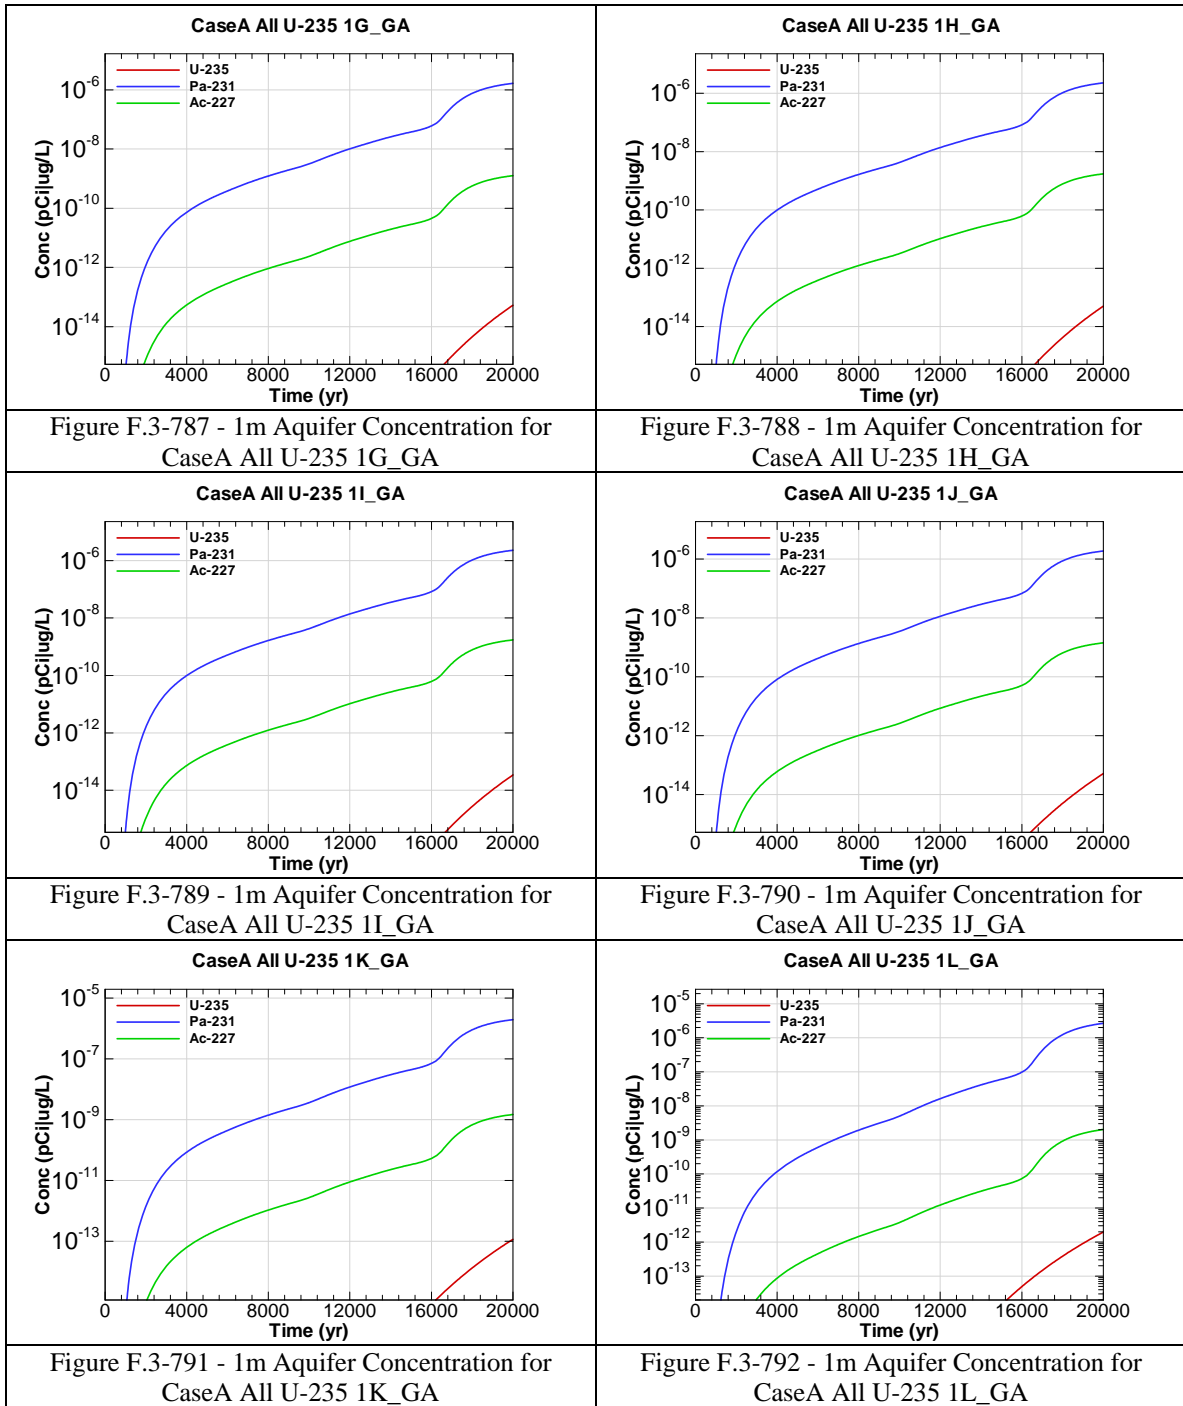 CaseA All U-235 1G_GA
U-235
Pa-231
Ac-227
Conc (pCi|ug/L)
10-6
10-8
10-10
10-12
10-14
0 4000 8000 12000 16000 20000
Time (yr)
Figure F.3-787 - 1m Aquifer Concentration for
CaseA All U-235 1G_GA
CaseA All U-235 1H_GA
U-235
Pa-231
Ac-227
Conc (pCi|ug/L)
10-6
10-8
10-10
10-12
10-14
0 4000 8000 12000 16000 20000
Time (yr)
Figure F.3-788 - 1m Aquifer Concentration for
CaseA All U-235 1H_GA
CaseA All U-235 1I_GA
U-235
Pa-231
Ac-227
Conc (pCi|ug/L)
10-6
10-8
10-10
10-12
10-14
0 4000 8000 12000 16000 20000
Time (yr)
Figure F.3-789 - 1m Aquifer Concentration for
CaseA All U-235 1I_GA
CaseA All U-235 1J_GA
U-235
Pa-231
Ac-227
Conc (pCi|ug/L)
10-6
10-8
10-10
10-12
10-14
0 4000 8000 12000 16000 20000
Time (yr)
Figure F.3-790 - 1m Aquifer Concentration for
CaseA All U-235 1J_GA
CaseA All U-235 1K_GA
U-235
Pa-231
Ac-227
Conc (pCi|ug/L)
10-5
10-7
10-9
10-11
10-13
0 4000 8000 12000 16000 20000
Time (yr)
Figure F.3-791 - 1m Aquifer Concentration for
CaseA All U-235 1K_GA
CaseA All U-235 1L_GA
U-235
Pa-231
Ac-227
Conc (pCi|ug/L)
10-5
10-6
10-7
10-8
10-9
10-10
10-11
10-12
10-13
0 4000 8000 12000 16000 20000
Time (yr)
Figure F.3-792 - 1m Aquifer Concentration for
CaseA All U-235 1L_GA